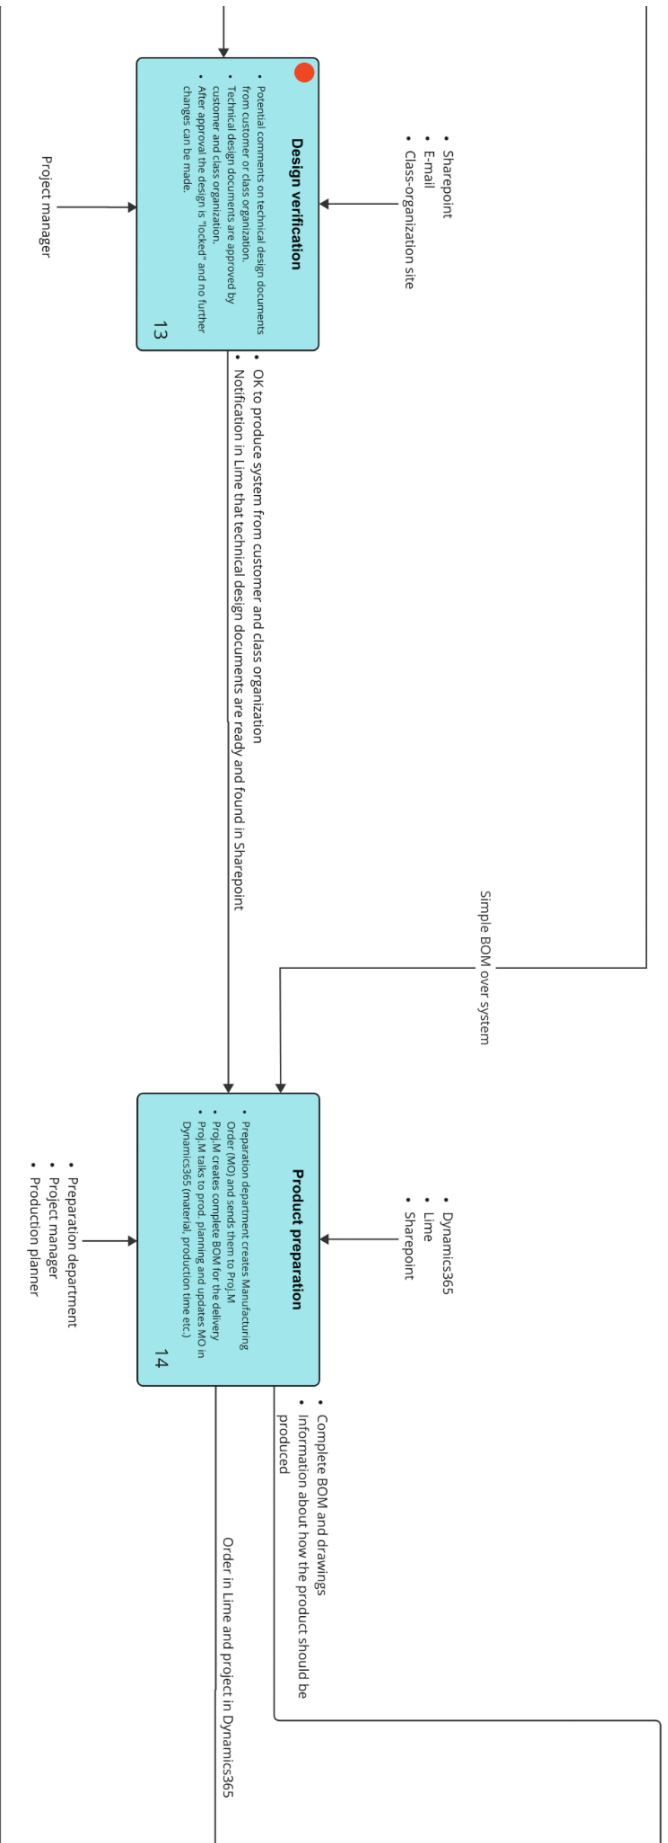 • Sharepoint
• E-mail
• Class-organization site
Design verification
• Potential comments on technical design documents
from customer or class organization.
• Technical design documents are approved by
customer and class organization.
• After approval the design is "locked" and no further
changes can be made.
13
Project manager
• OK to produce system from customer and class organization
• Notification in Lime that technical design documents are ready and found in Sharepoint
Simple BOM over system
• Dynamics365
• Lime
• Sharepoint
Product preparation
• Preparation department creates Manufacturing
Order (MO) and sends them to Proj.M
• Proj.M creates complete BOM for the delivery
• Proj.M talks to prod. planning and updates MO in
Dynamics365 (material, production time etc.)
14
• Preparation department
• Project manager
• Production planner
• Complete BOM and drawings
• Information about how the product should be
produced
Order in Lime and project in Dynamics365